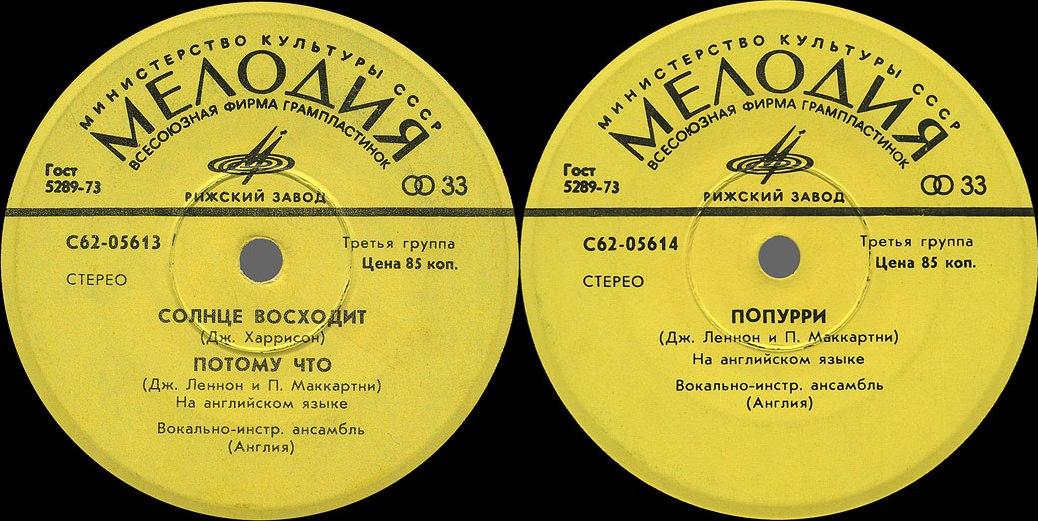 МИНИСТЕРСТВО КУЛЬТУРЫ СССР
МЕЛОДИЯ
ВСЕСОЮЗНАЯ ФИРМА ГРАМПЛАСТИНОК
Гост
5289-73
РИЖСКИЙ ЗАВОД
33
С62-05613
Третья группа
Цена 85 коп.
СТЕРЕО
СОЛНЦЕ ВОСХОДИТ
(Дж. Харрисон)
ПОТОМУ ЧТО
(Дж. Леннон и П. Маккартни)
На английском языке
Вокально-инстр. ансамбль
(Англия)
МИНИСТЕРСТВО КУЛЬТУРЫ СССР
МЕЛОДИЯ
ВСЕСОЮЗНАЯ ФИРМА ГРАМПЛАСТИНОК
Гост
5289-73
РИЖСКИЙ ЗАВОД
33
С62-05614
Третья группа
Цена 85 коп.
СТЕРЕО
ПОПУРРИ
(Дж. Леннон и П. Маккартни)
На английском языке
Вокально-инстр. ансамбль
(Англия)